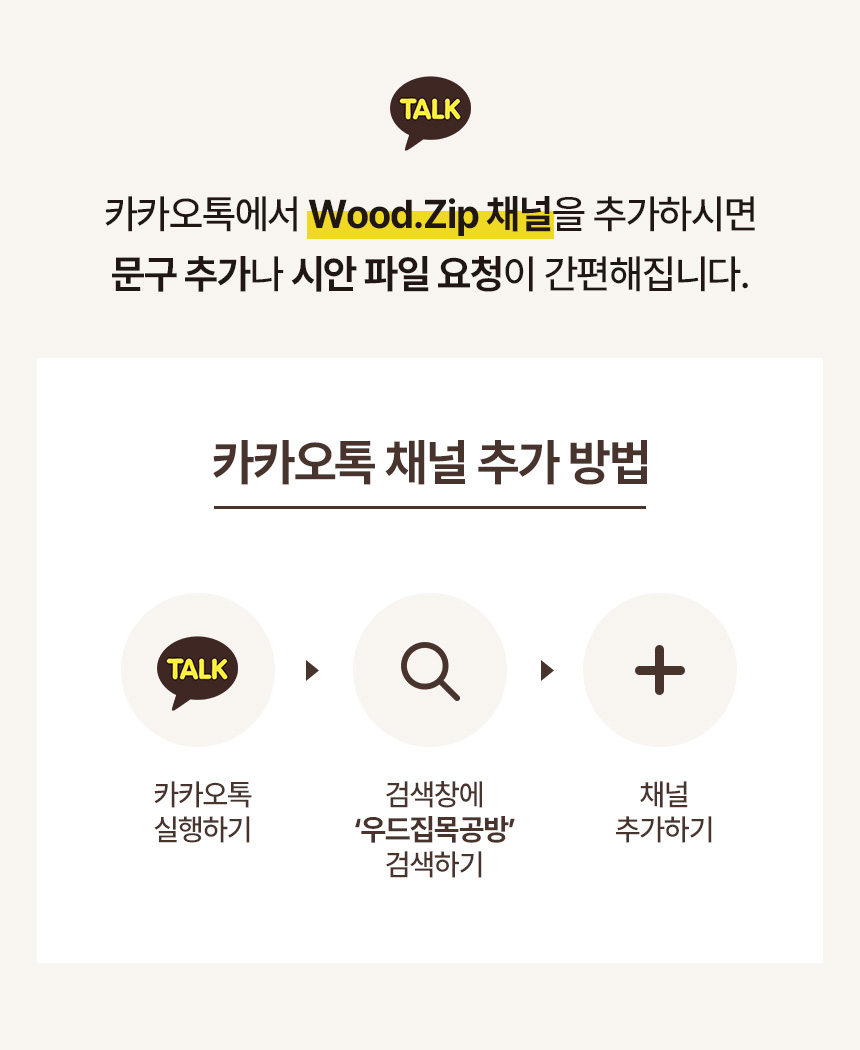 TALK
카카오톡에서 Wood.Zip 채널을 추가하시면
문구 추가나 시안 파일 요청이 간편해집니다.
카카오톡 채널 추가 방법
TALK
카카오톡
실행하기
검색창에
‘우드집목공방’
검색하기
채널
추가하기